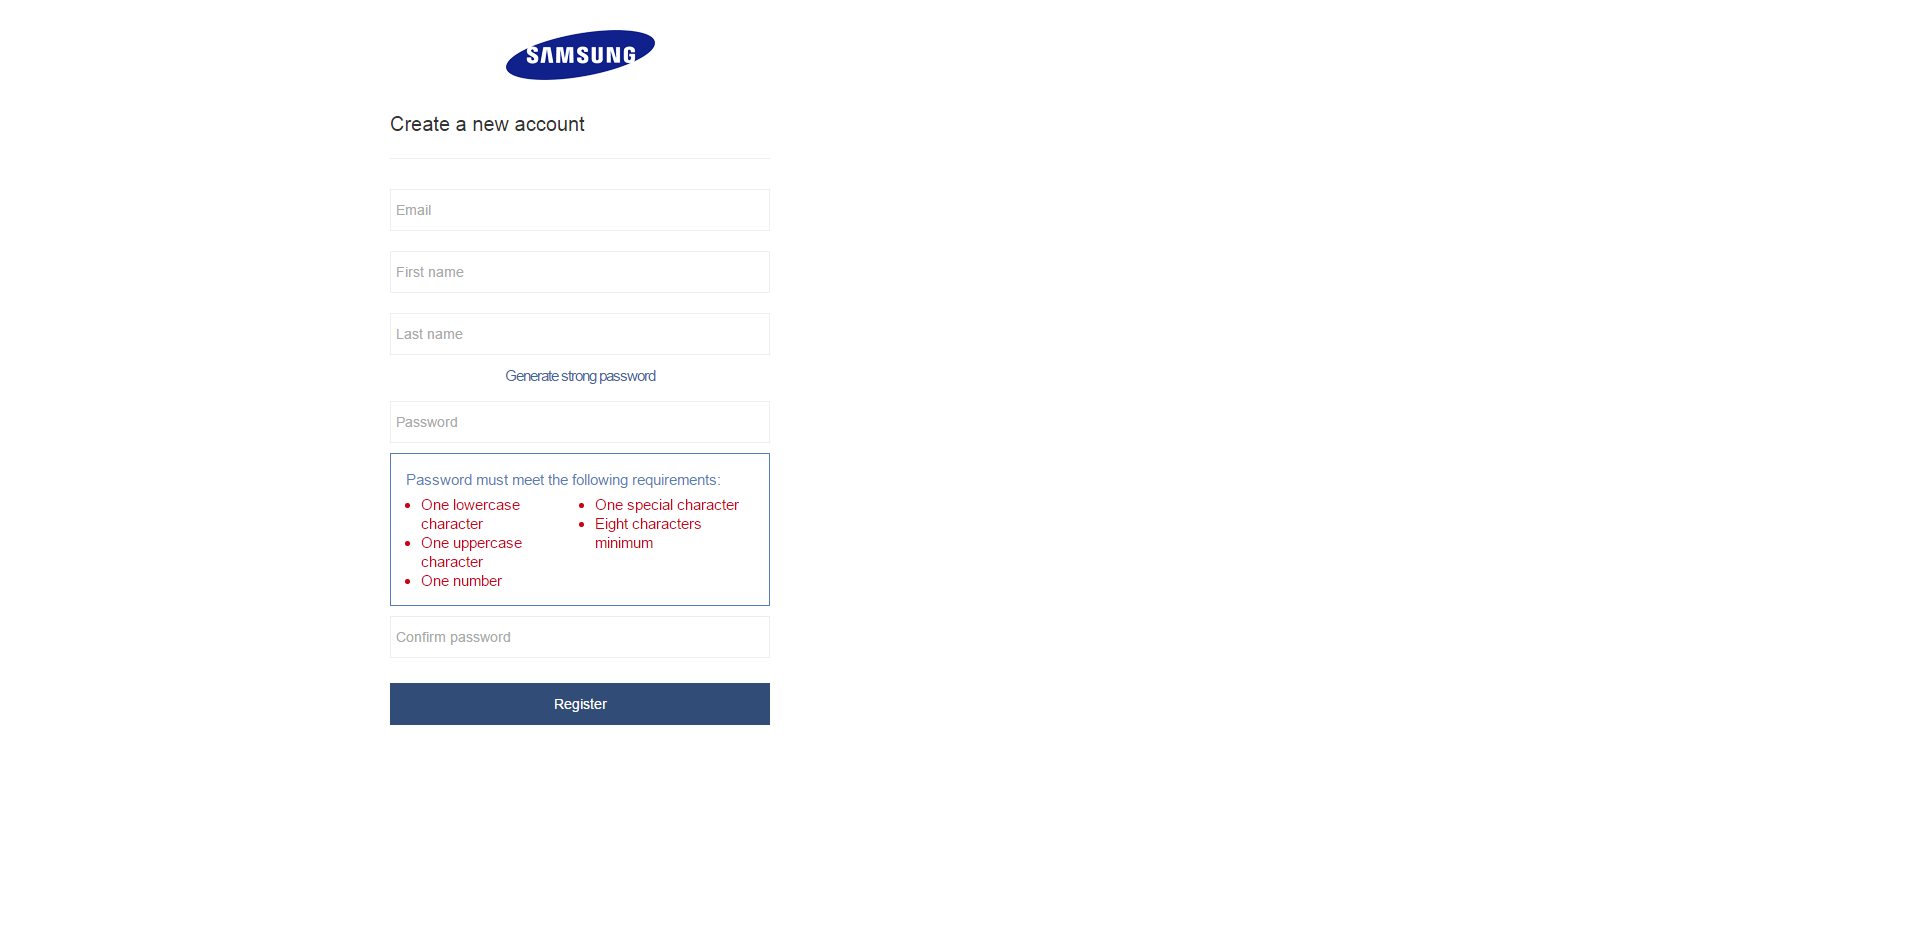 SAMSUNG
Create a new account
Email
First name
Last name
Generate strong password
Password
Password must meet the following requirements:
One lowercase
character
One uppercase
character
One number
One special character
Eight characters
minimum
Confirm password
Register